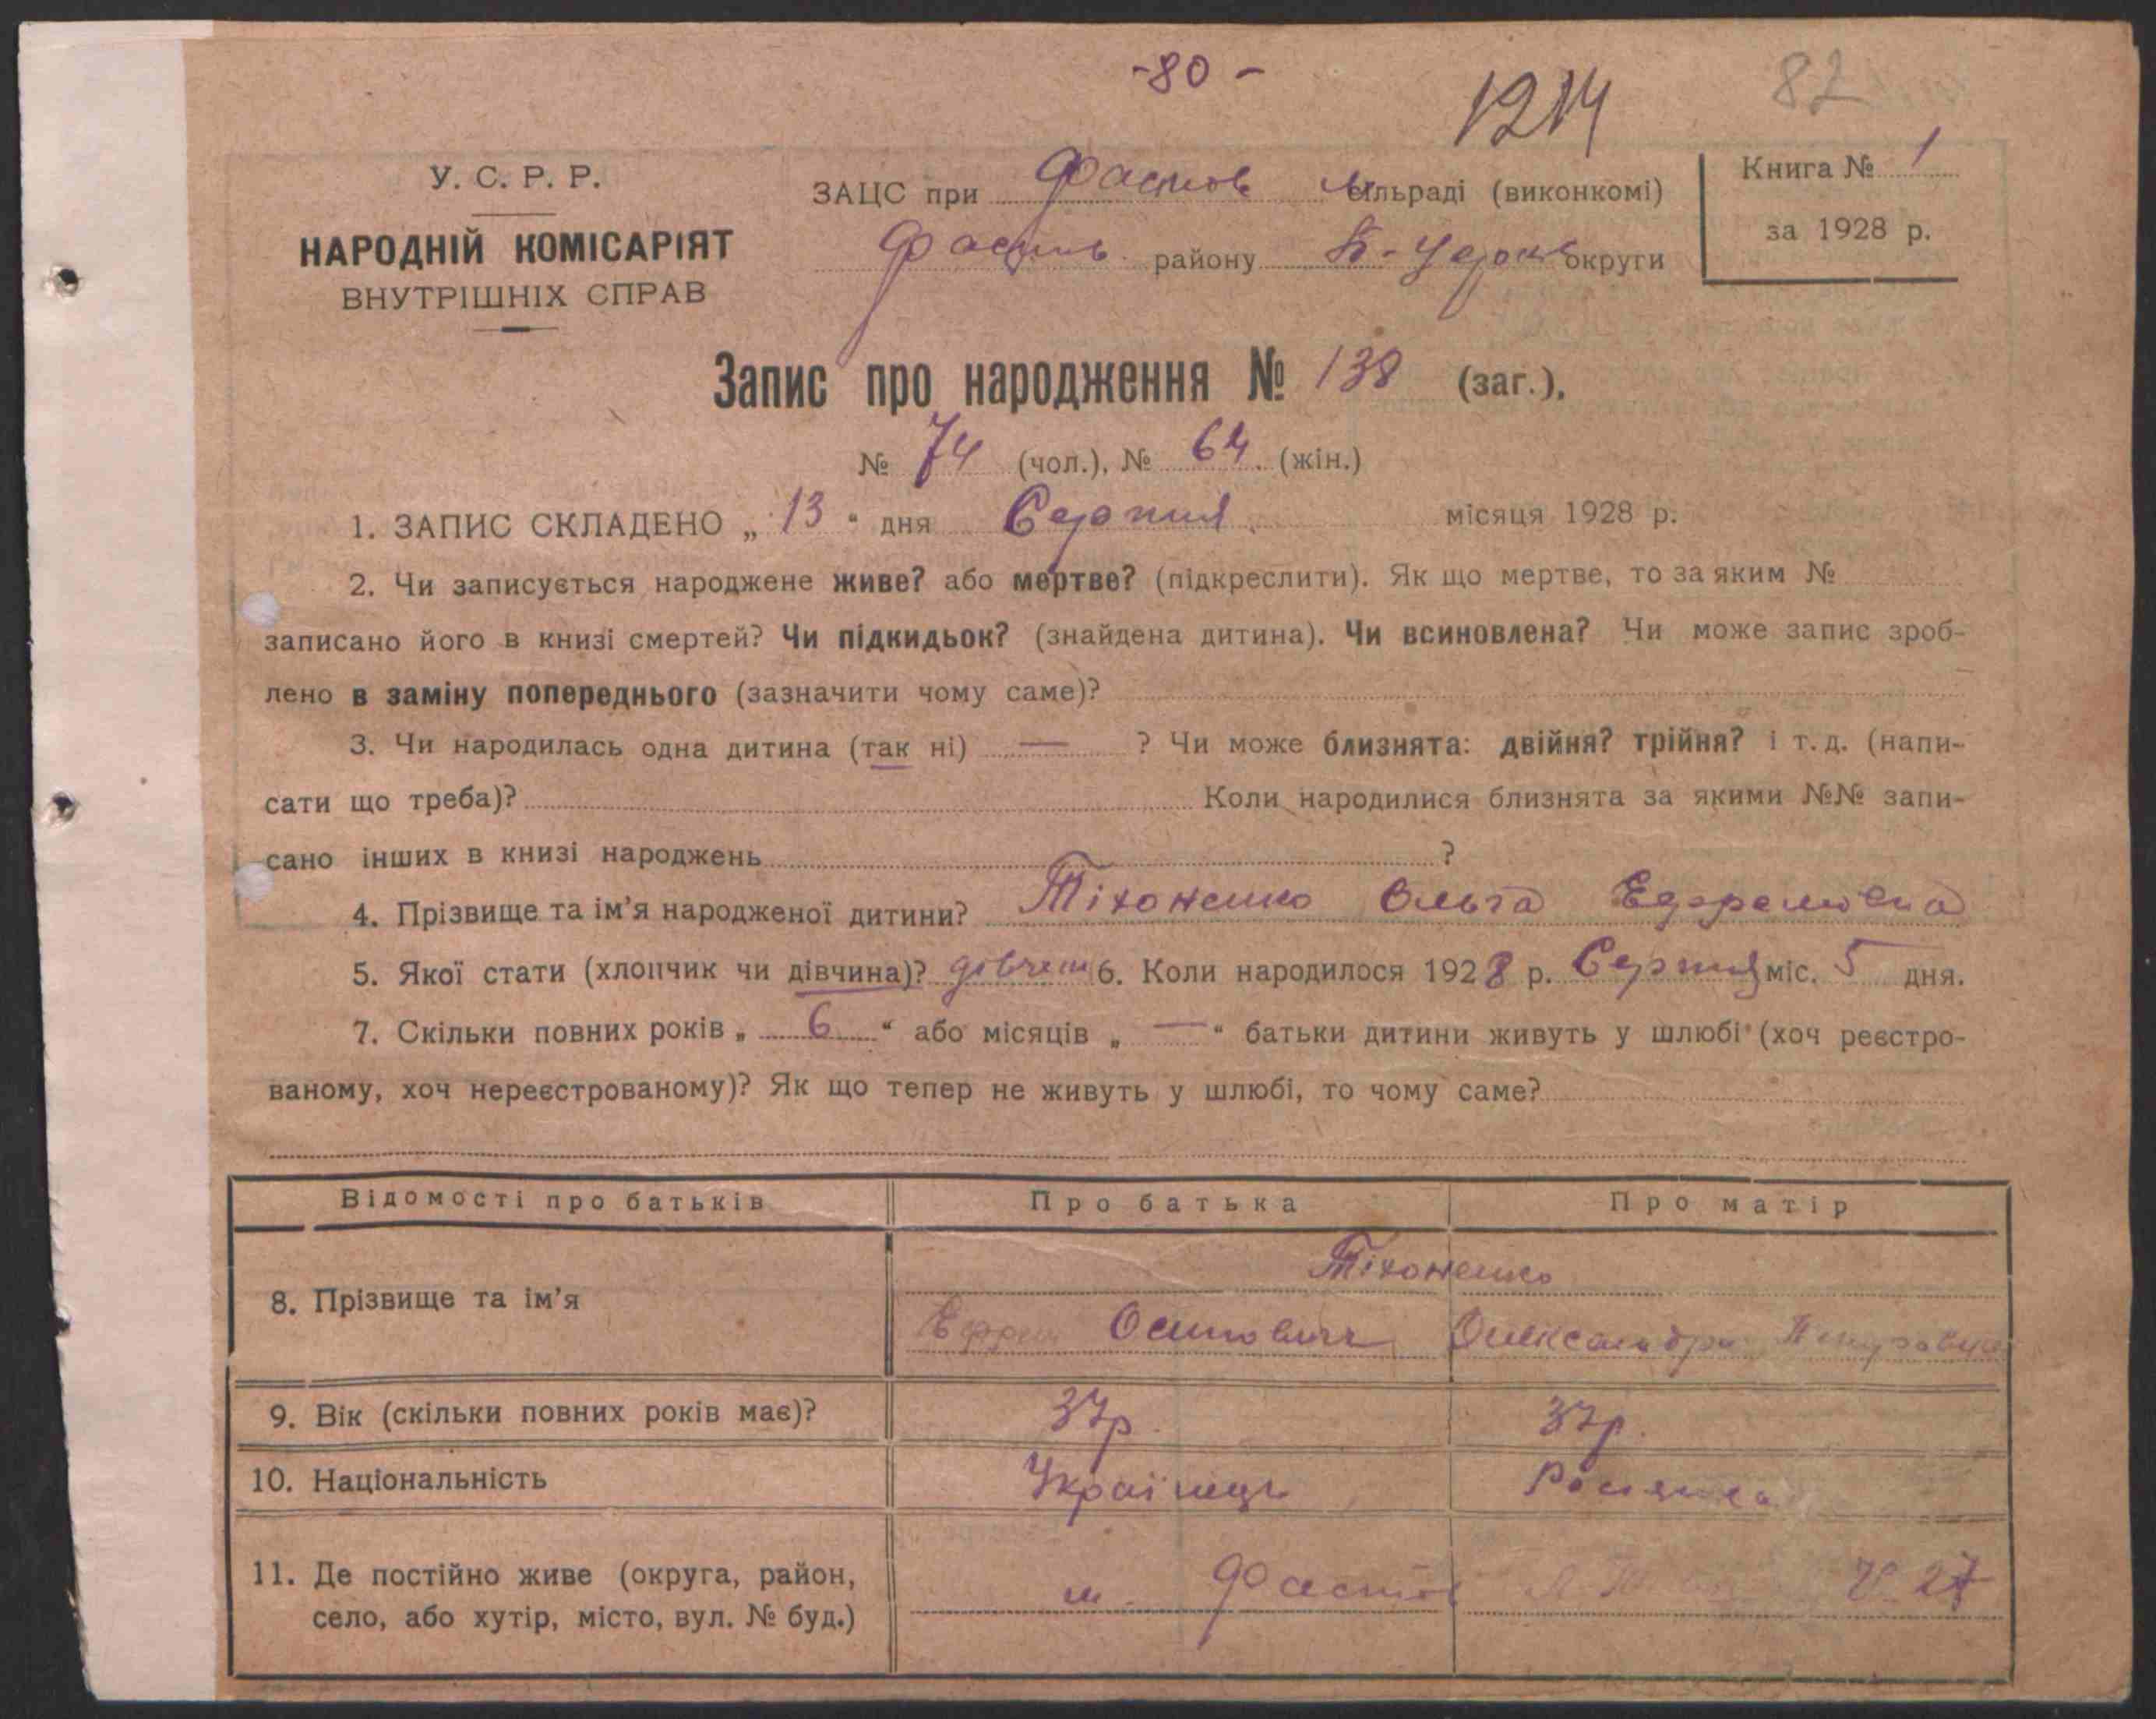 -80-
1214
82
У. С. Р. Р.
НАРОДНІЙ КОМІСАРІЯТ
ВНУТРІШНІХ СПРАВ
ЗАЦС при Фастов м сільраді (виконкомі)
Фастів. району Б-Церк округи
Книга № 1
за 1928 р.
Запис про народження № 138 (заг.),
№ 74 (чол.), № 64. (жін.)
1. ЗАПИС СКЛАДЕНО „ 13 “ дня Серпня місяця 1928 р.
2. Чи записується народжене живе? або мертве? (підкреслити). Як що мертве, то за яким №
записано його в книзі смертей? Чи підкидьок? (знайдена дитина). Чи всиновлена? Чи може запис зроб-
лено в заміну попереднього (зазначити чому саме)?
3. Чи народилась одна дитина (так ні) — ? Чи може близнята: двійня? трійня? і т. д. (напи-
сати що треба)? Коли народилися близнята за якими №№ запи-
сано інших в книзі народжень ?
4. Прізвище та ім’я народженої дитини? Тіхоненко Ольга
5. Якої стати (хлопчик чи дівчина)? дівчин 6. Коли народилося 1928 р. Серпня міс. 5 дня.
7. Скільки повних років „ 6 “ або місяців „ — “ батьки дитини живуть у шлюбі (хоч реєстро-
ваному, хоч нереєстрованому)? Як що тепер не живуть у шлюбі, то чому саме?
Відомості про батьків Про батька Про матір
Тіхоненко
8. Прізвище та ім’я
Осипович Олександра Петровна
9. Вік (скільки повних років має)? 37р. 37р.
10. Національність Українець Росіянка
11. Де постійно живе (округа, район,
м. Фастів 27
село, або хутір, місто, вул. № буд.)